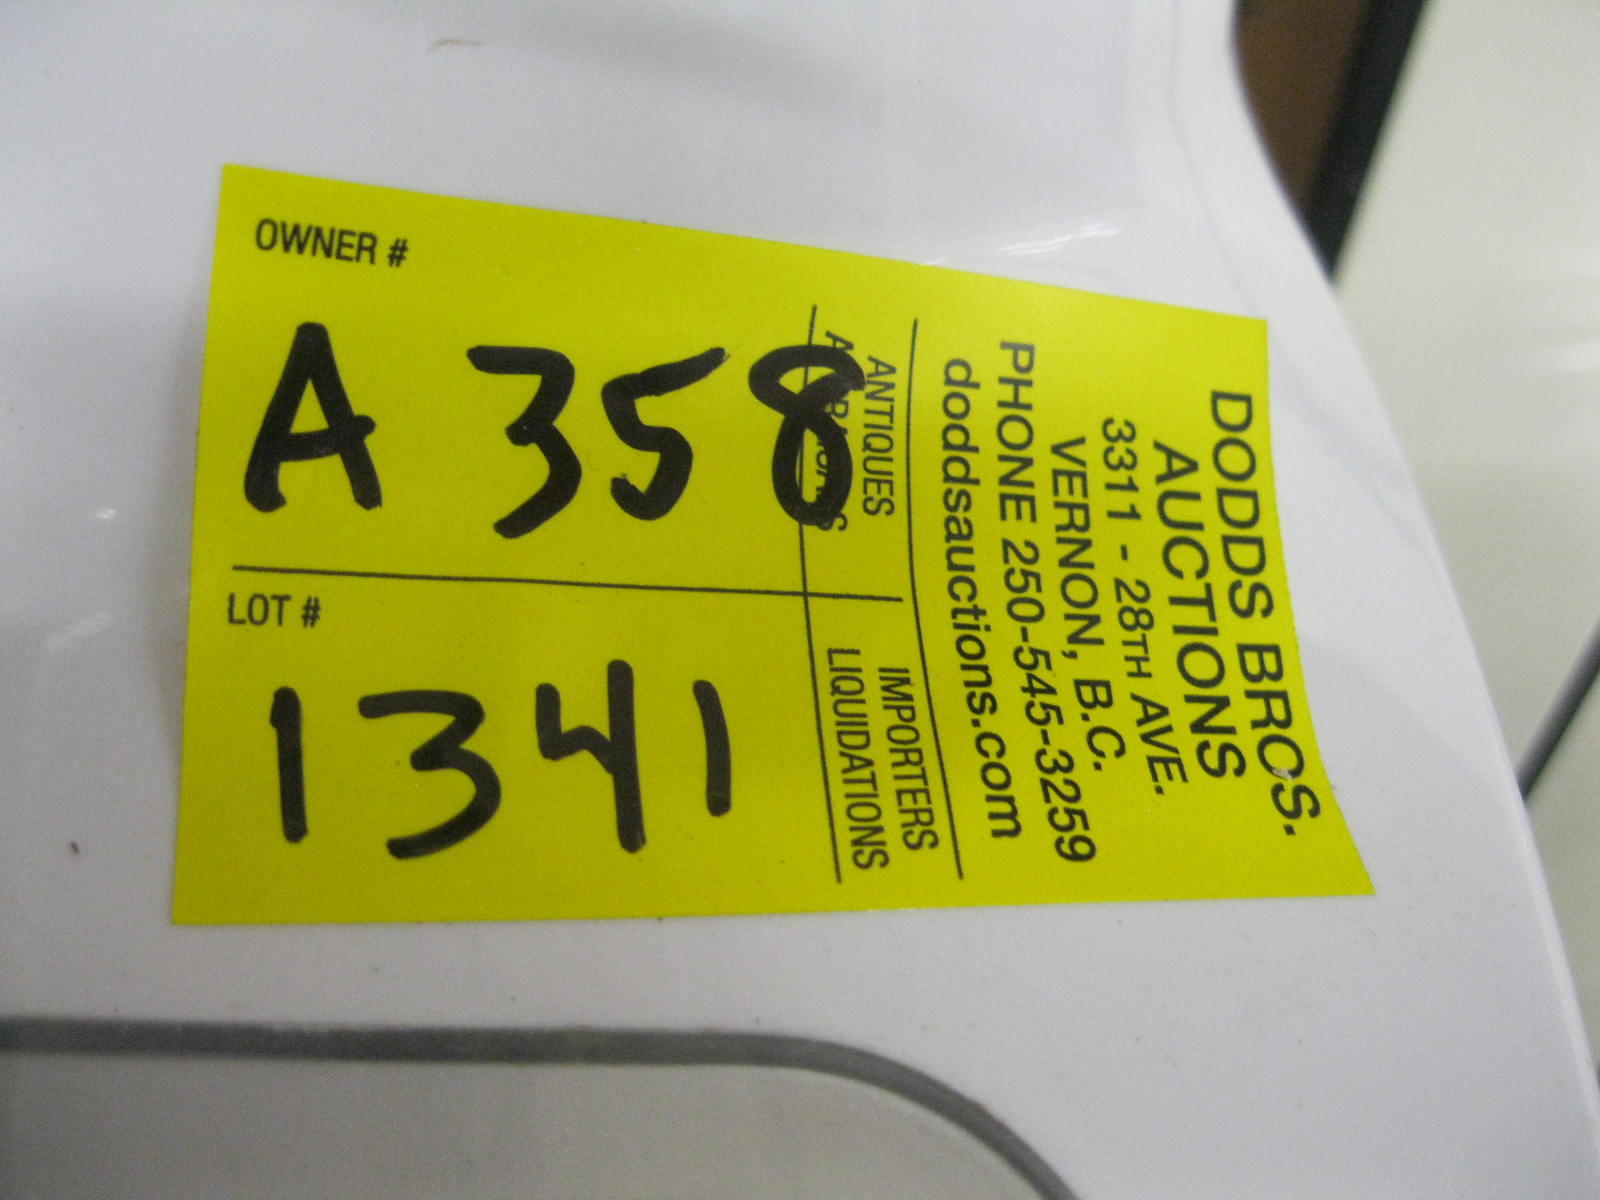 OWNER #
A 358
LOT #
1341
ANTIQUES
APPRAISALS
IMPORTERS
LIQUIDATIONS
DODDS BROS.
AUCTIONS
3311 - 28TH AVE.
VERNON, B.C.
PHONE 250-545-3259
doddsauctions.com